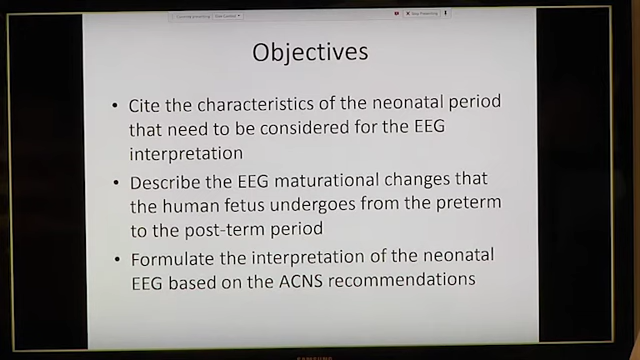 Objectives
• Cite the characteristics of the neonatal period
that need to be considered for the EEG
interpretation
• Describe the EEG maturational changes that
the human fetus undergoes from the preterm
to the post-term period
• Formulate the interpretation of the neonatal
EEG based on the ACNS recommendations
SAMSUNG